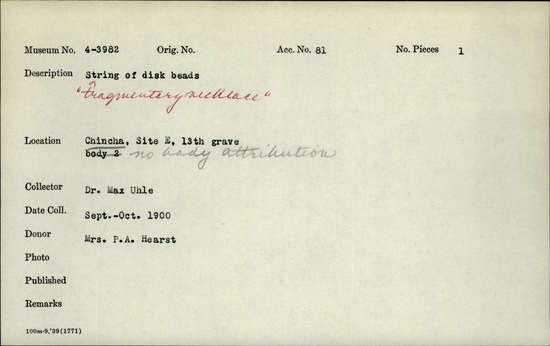 Museum No. 4-3982 Orig. No. Acc. No. 81 No. Pieces 1
Description String of disk beads
"Fragmentary necklace"
Location Chincha, Site E, 13th grave
body 2 no body attribution
Collector Dr. Max Uhle
Date Coll. Sept.-Oct. 1900
Donor Mrs. P.A. Hearst
Photo
Published
Remarks
100m-9,'39(1771)